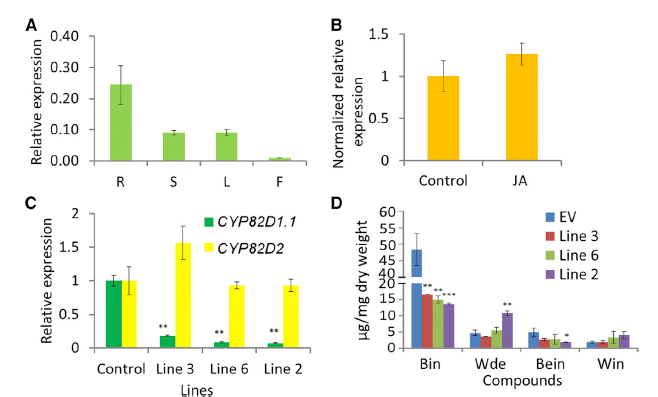 A
Relative expression
0.40
0.30
0.20
0.10
0.00
R S L F
B
Normalized relative
expression
1.5
1
0.5
0
Control JA
C
Relative expression
2
1.5
1
0.5
0
CYP82D1.1
CYP82D2
** ** **
Control Line 3 Line 6 Line 2
Lines
D
µg/mg dry weight
60
55
50
45
40
20
15
10
5
0
EV
Line 3
Line 6
Line 2
** ** *** ** *
Bin Wde Bein Win
Compounds